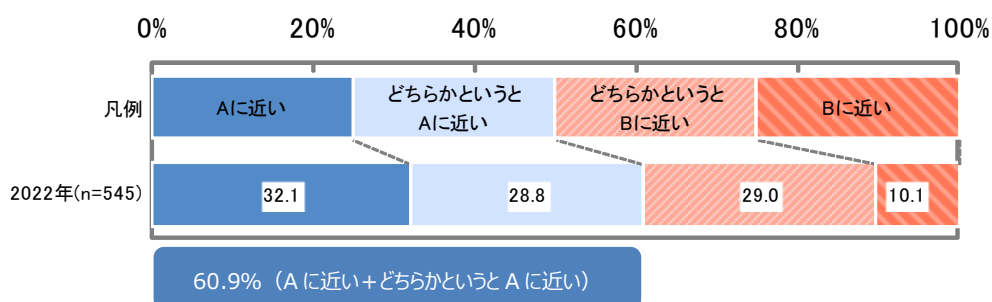 0% 20% 40% 60% 80% 100%
凡例
Aに近い
どちらかというと
Aに近い
どちらかというと
Bに近い
Bに近い
2022年(n=545)
32.1 28.8 29.0 10.1
60.9%（A に近い＋どちらかというと A に近い）